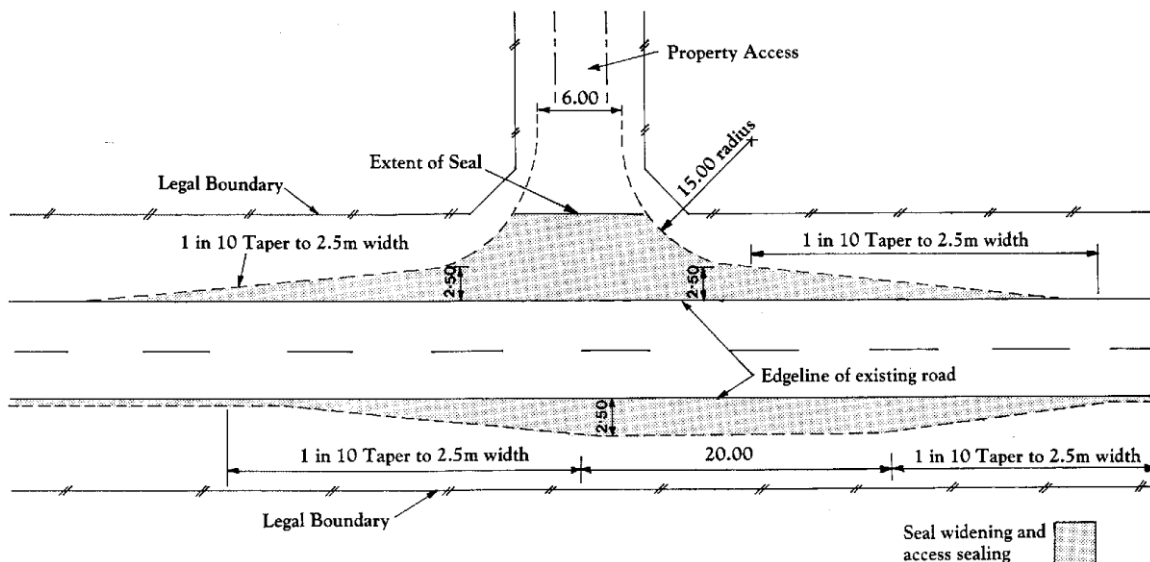 Property Access
6.00
15.00 radius
Extent of Seal
Legal Boundary
1 in 10 Taper to 2.5m width
1 in 10 Taper to 2.5m width
2·50
2·50
Edgeline of existing road
2·50
1 in 10 Taper to 2.5m width
20.00
1 in 10 Taper to 2.5m width
Legal Boundary
Seal widening and
access sealing